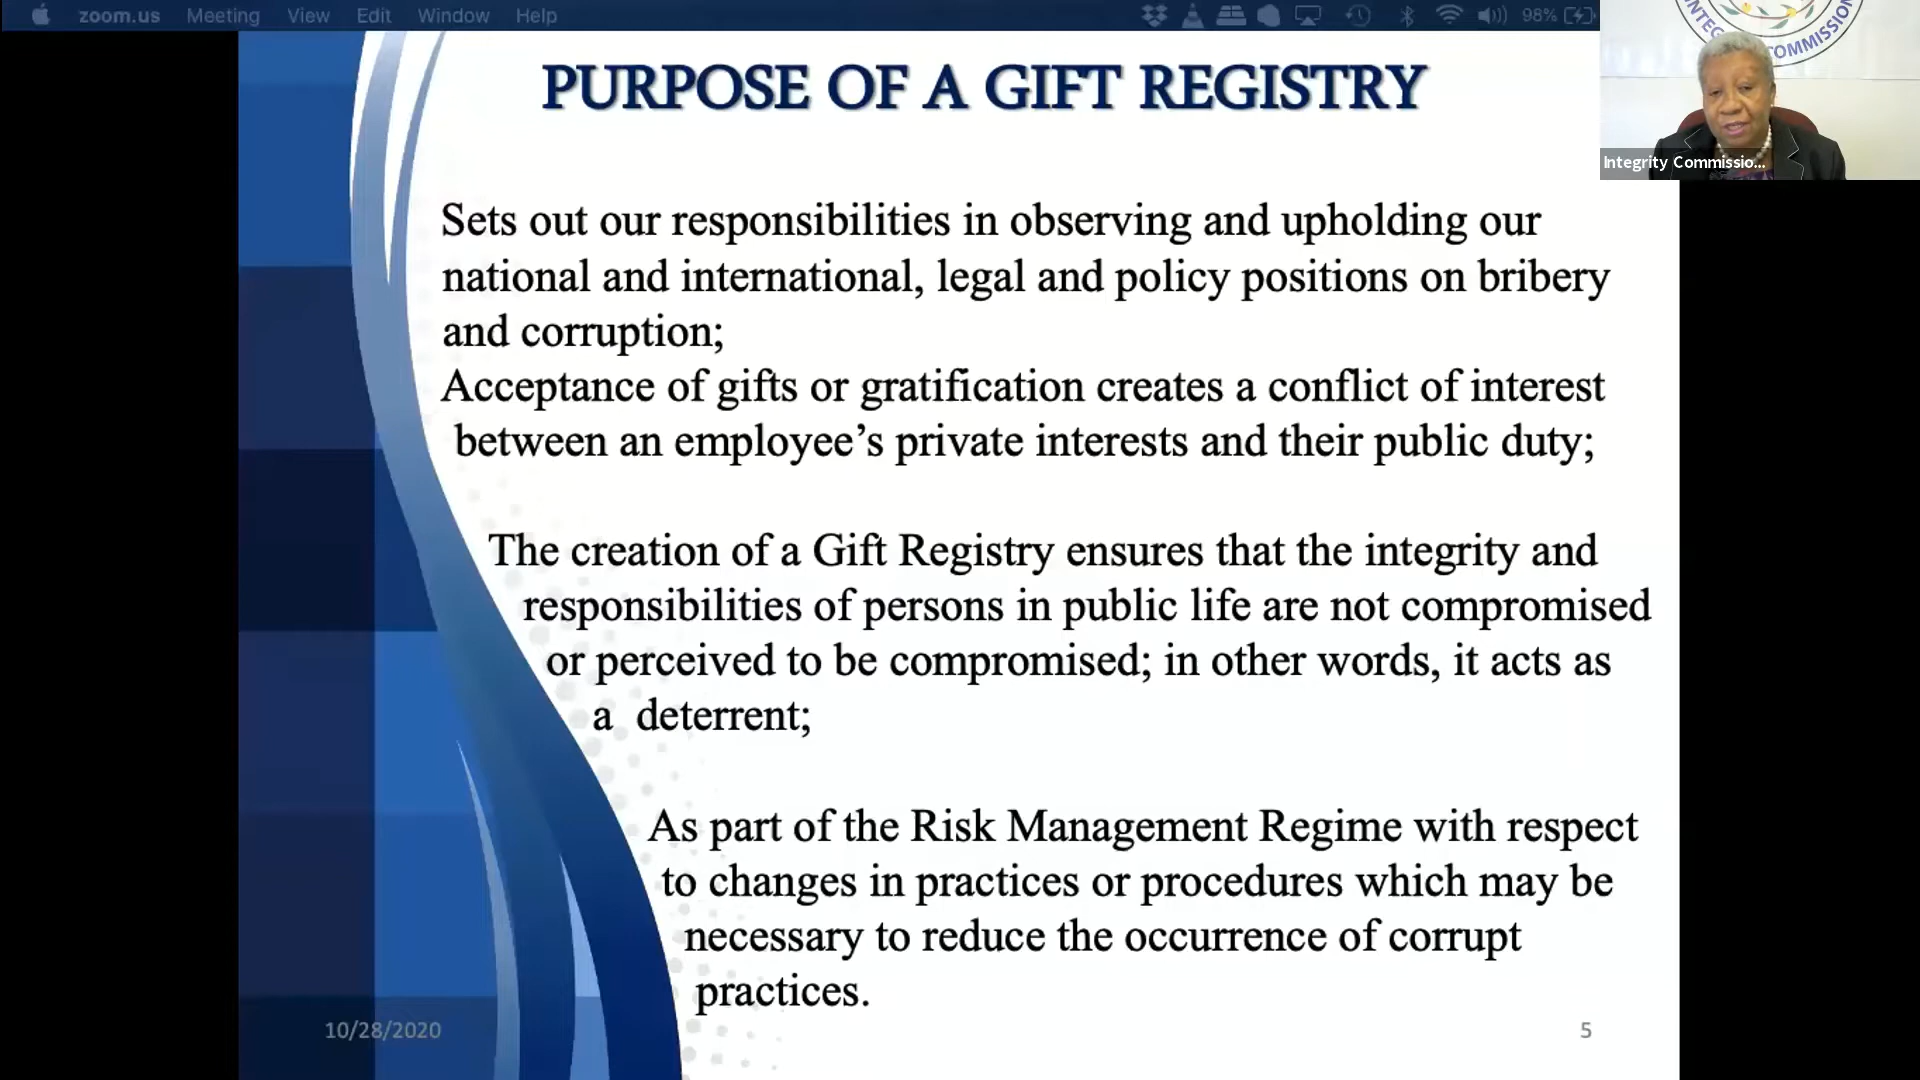 zoom.us Meeting View Edit Window Help 98%
INTEG COMMISSION
Integrity Commissio...
PURPOSE OF A GIFT REGISTRY
Sets out our responsibilities in observing and upholding our
national and international, legal and policy positions on bribery
and corruption;
Acceptance of gifts or gratification creates a conflict of interest
between an employee’s private interests and their public duty;
The creation of a Gift Registry ensures that the integrity and
responsibilities of persons in public life are not compromised
or perceived to be compromised; in other words, it acts as
a deterrent;
As part of the Risk Management Regime with respect
to changes in practices or procedures which may be
necessary to reduce the occurrence of corrupt
practices.
10/28/2020 5